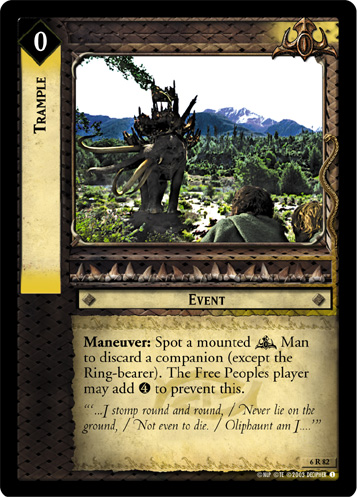 0
TRAMPLE
EVENT
Maneuver: Spot a mounted Man
to discard a companion (except the
Ring-bearer). The Free Peoples player
may add 4 to prevent this.
“‘...I stomp round and round, / Never lie on the
ground, / Not even to die. / Oliphaunt am I....’”
6 R 82